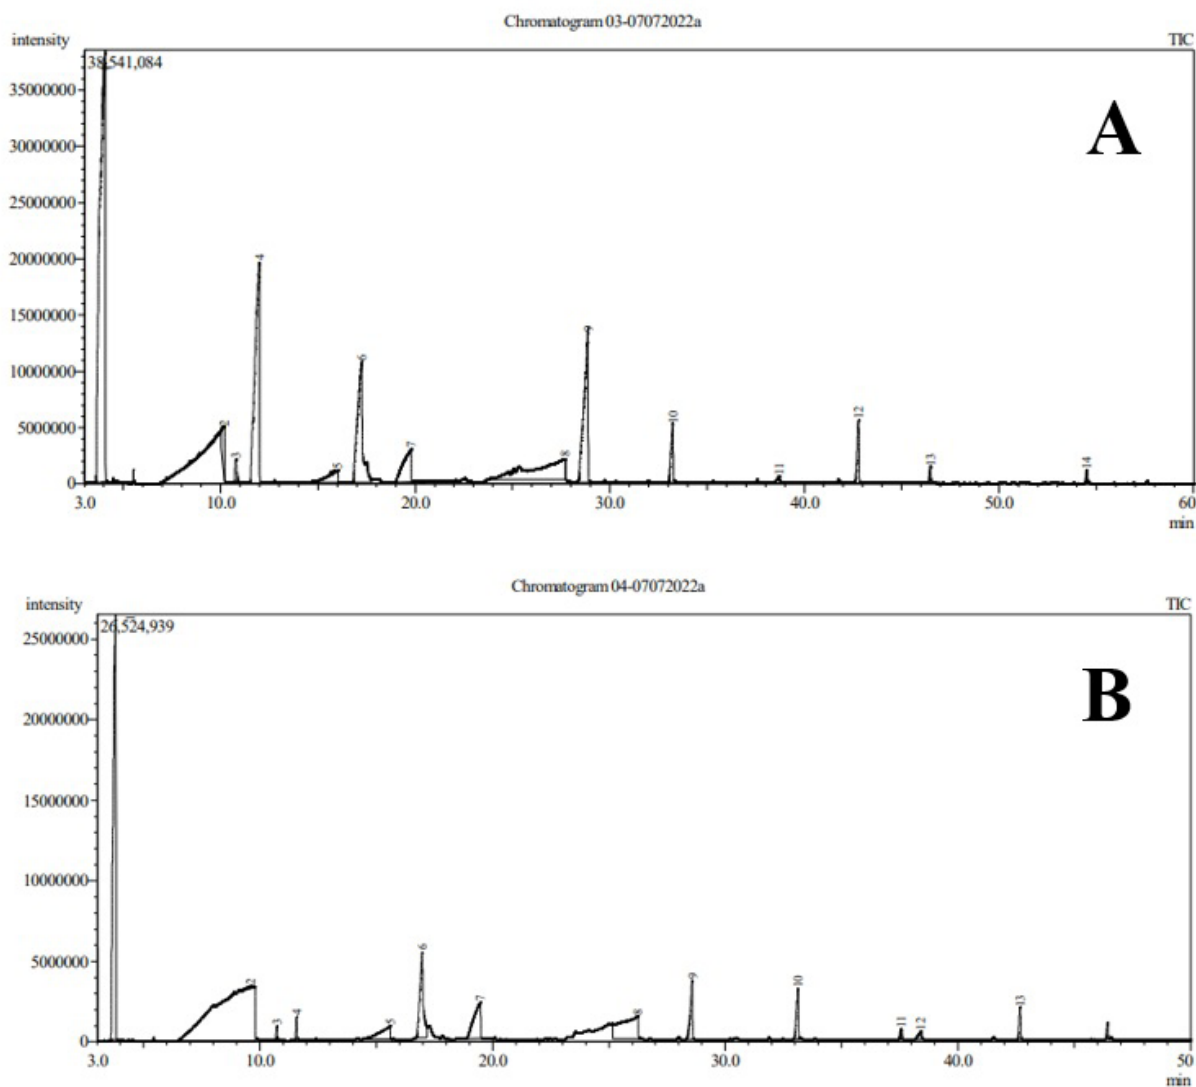 Chromatogram 03-07072022a
intensity TIC
38,541,084
A
35000000
30000000
25000000
20000000
4
15000000
9
6
10000000
5000000
2 3 5 7 8 10 11 12 13 14
0
3.0 10.0 20.0 30.0 40.0 50.0 60
min
Chromatogram 04-07072022a
intensity TIC
26,524,939
25000000
B
20000000
15000000
10000000
5000000
2 3 4 5 6 7 8 9 10 11 12 13
0
3.0 10.0 20.0 30.0 40.0 50
min